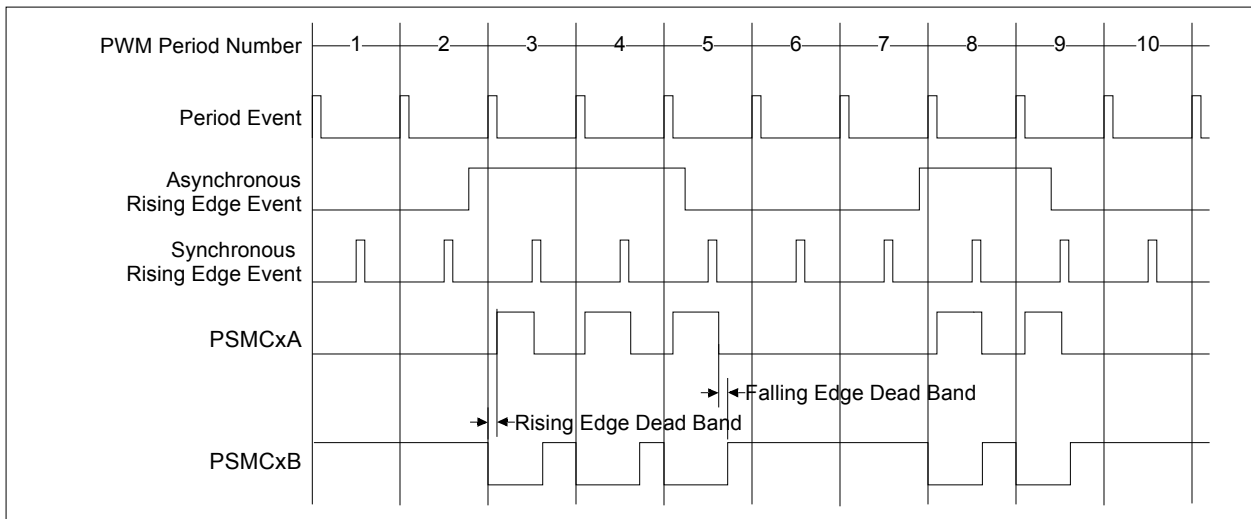 PWM Period Number 1 2 3 4 5 6 7 8 9 10
Period Event
Asynchronous
Rising Edge Event
Synchronous
Rising Edge Event
PSMCxA
Falling Edge Dead Band
Rising Edge Dead Band
PSMCxB